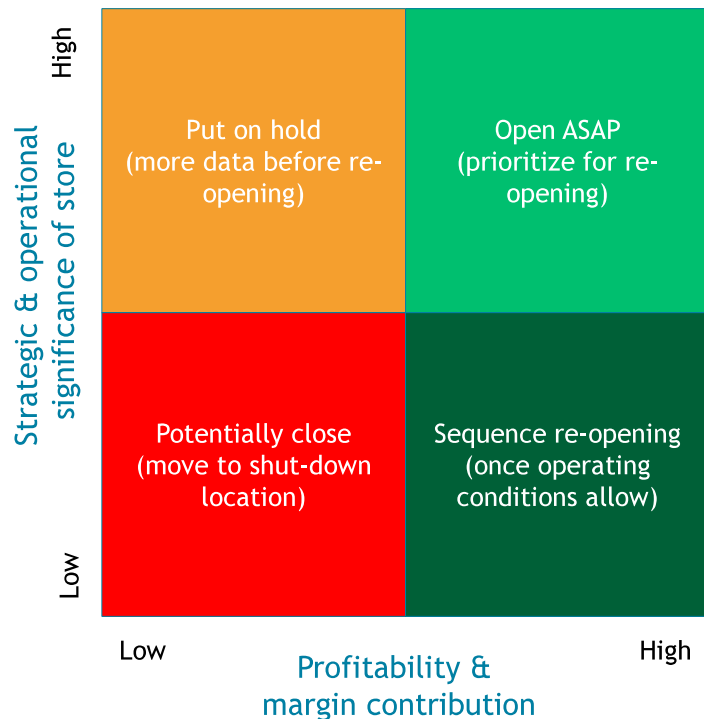 High
Strategic & operational
significance of store
Low
Put on hold
(more data before re-
opening)
Open ASAP
(prioritize for re-
opening)
Potentially close
(move to shut-down
location)
Sequence re-opening
(once operating
conditions allow)
Low
High
Profitability &
margin contribution